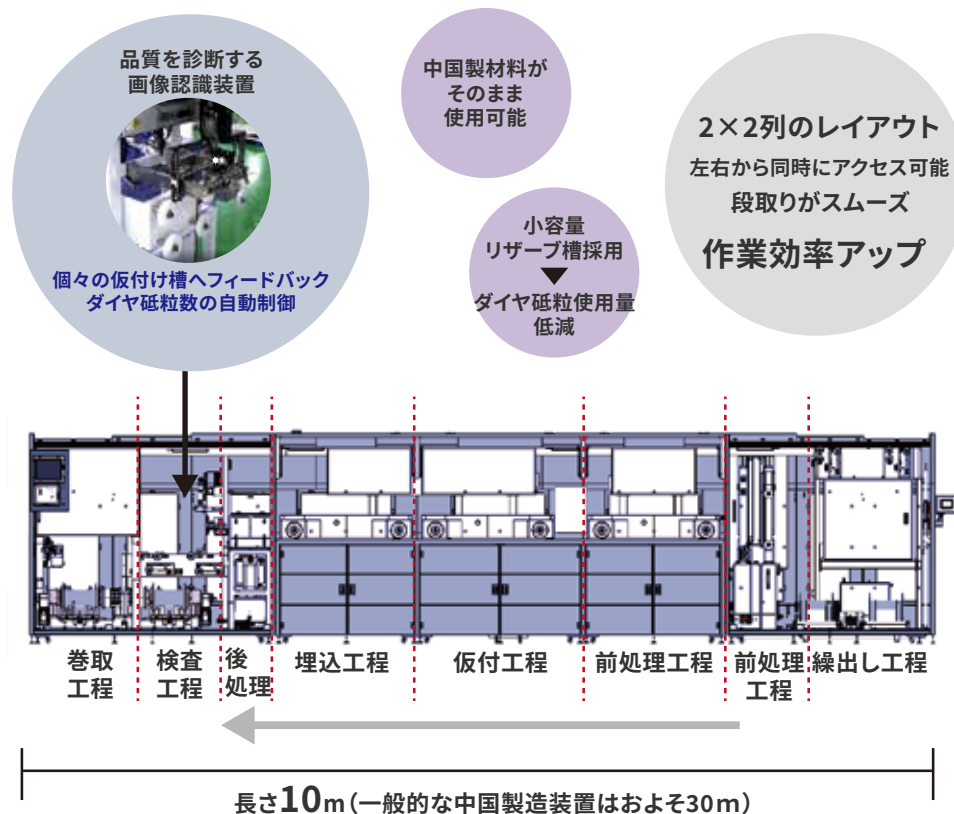 品質を診断する
画像認識装置
個々の仮付け槽へフィードバック
ダイヤ砥粒数の自動制御
中国製材料が
そのまま
使用可能
小容量
リザーブ槽採用
ダイヤ砥粒使用量
低減
2×2列のレイアウト
左右から同時にアクセス可能
段取りがスムーズ
作業効率アップ
巻取
工程
検査
工程
後
処理
埋込工程
仮付工程
前処理工程
前処理
工程
繰出し工程
長さ10m(一般的な中国製造装置はおよそ30m)